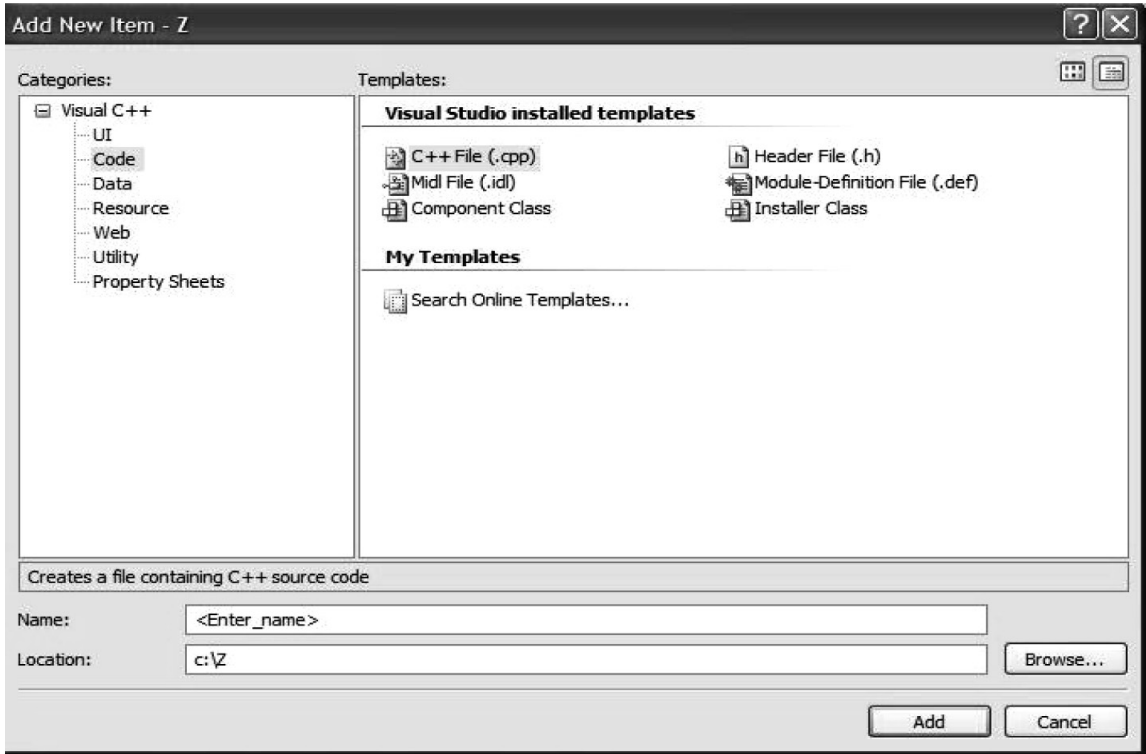 Add New Item - Z
Categories:
Templates:
Visual C++
UI
Code
Data
Resource
Web
Utility
Property Sheets
Visual Studio installed templates
C++ File (.cpp)
Header File (.h)
Midl File (.idl)
Module-Definition File (.def)
Component Class
Installer Class
My Templates
Search Online Templates...
Creates a file containing C++ source code
Name:
<Enter_name>
Location:
c:\Z
Browse...
Add
Cancel